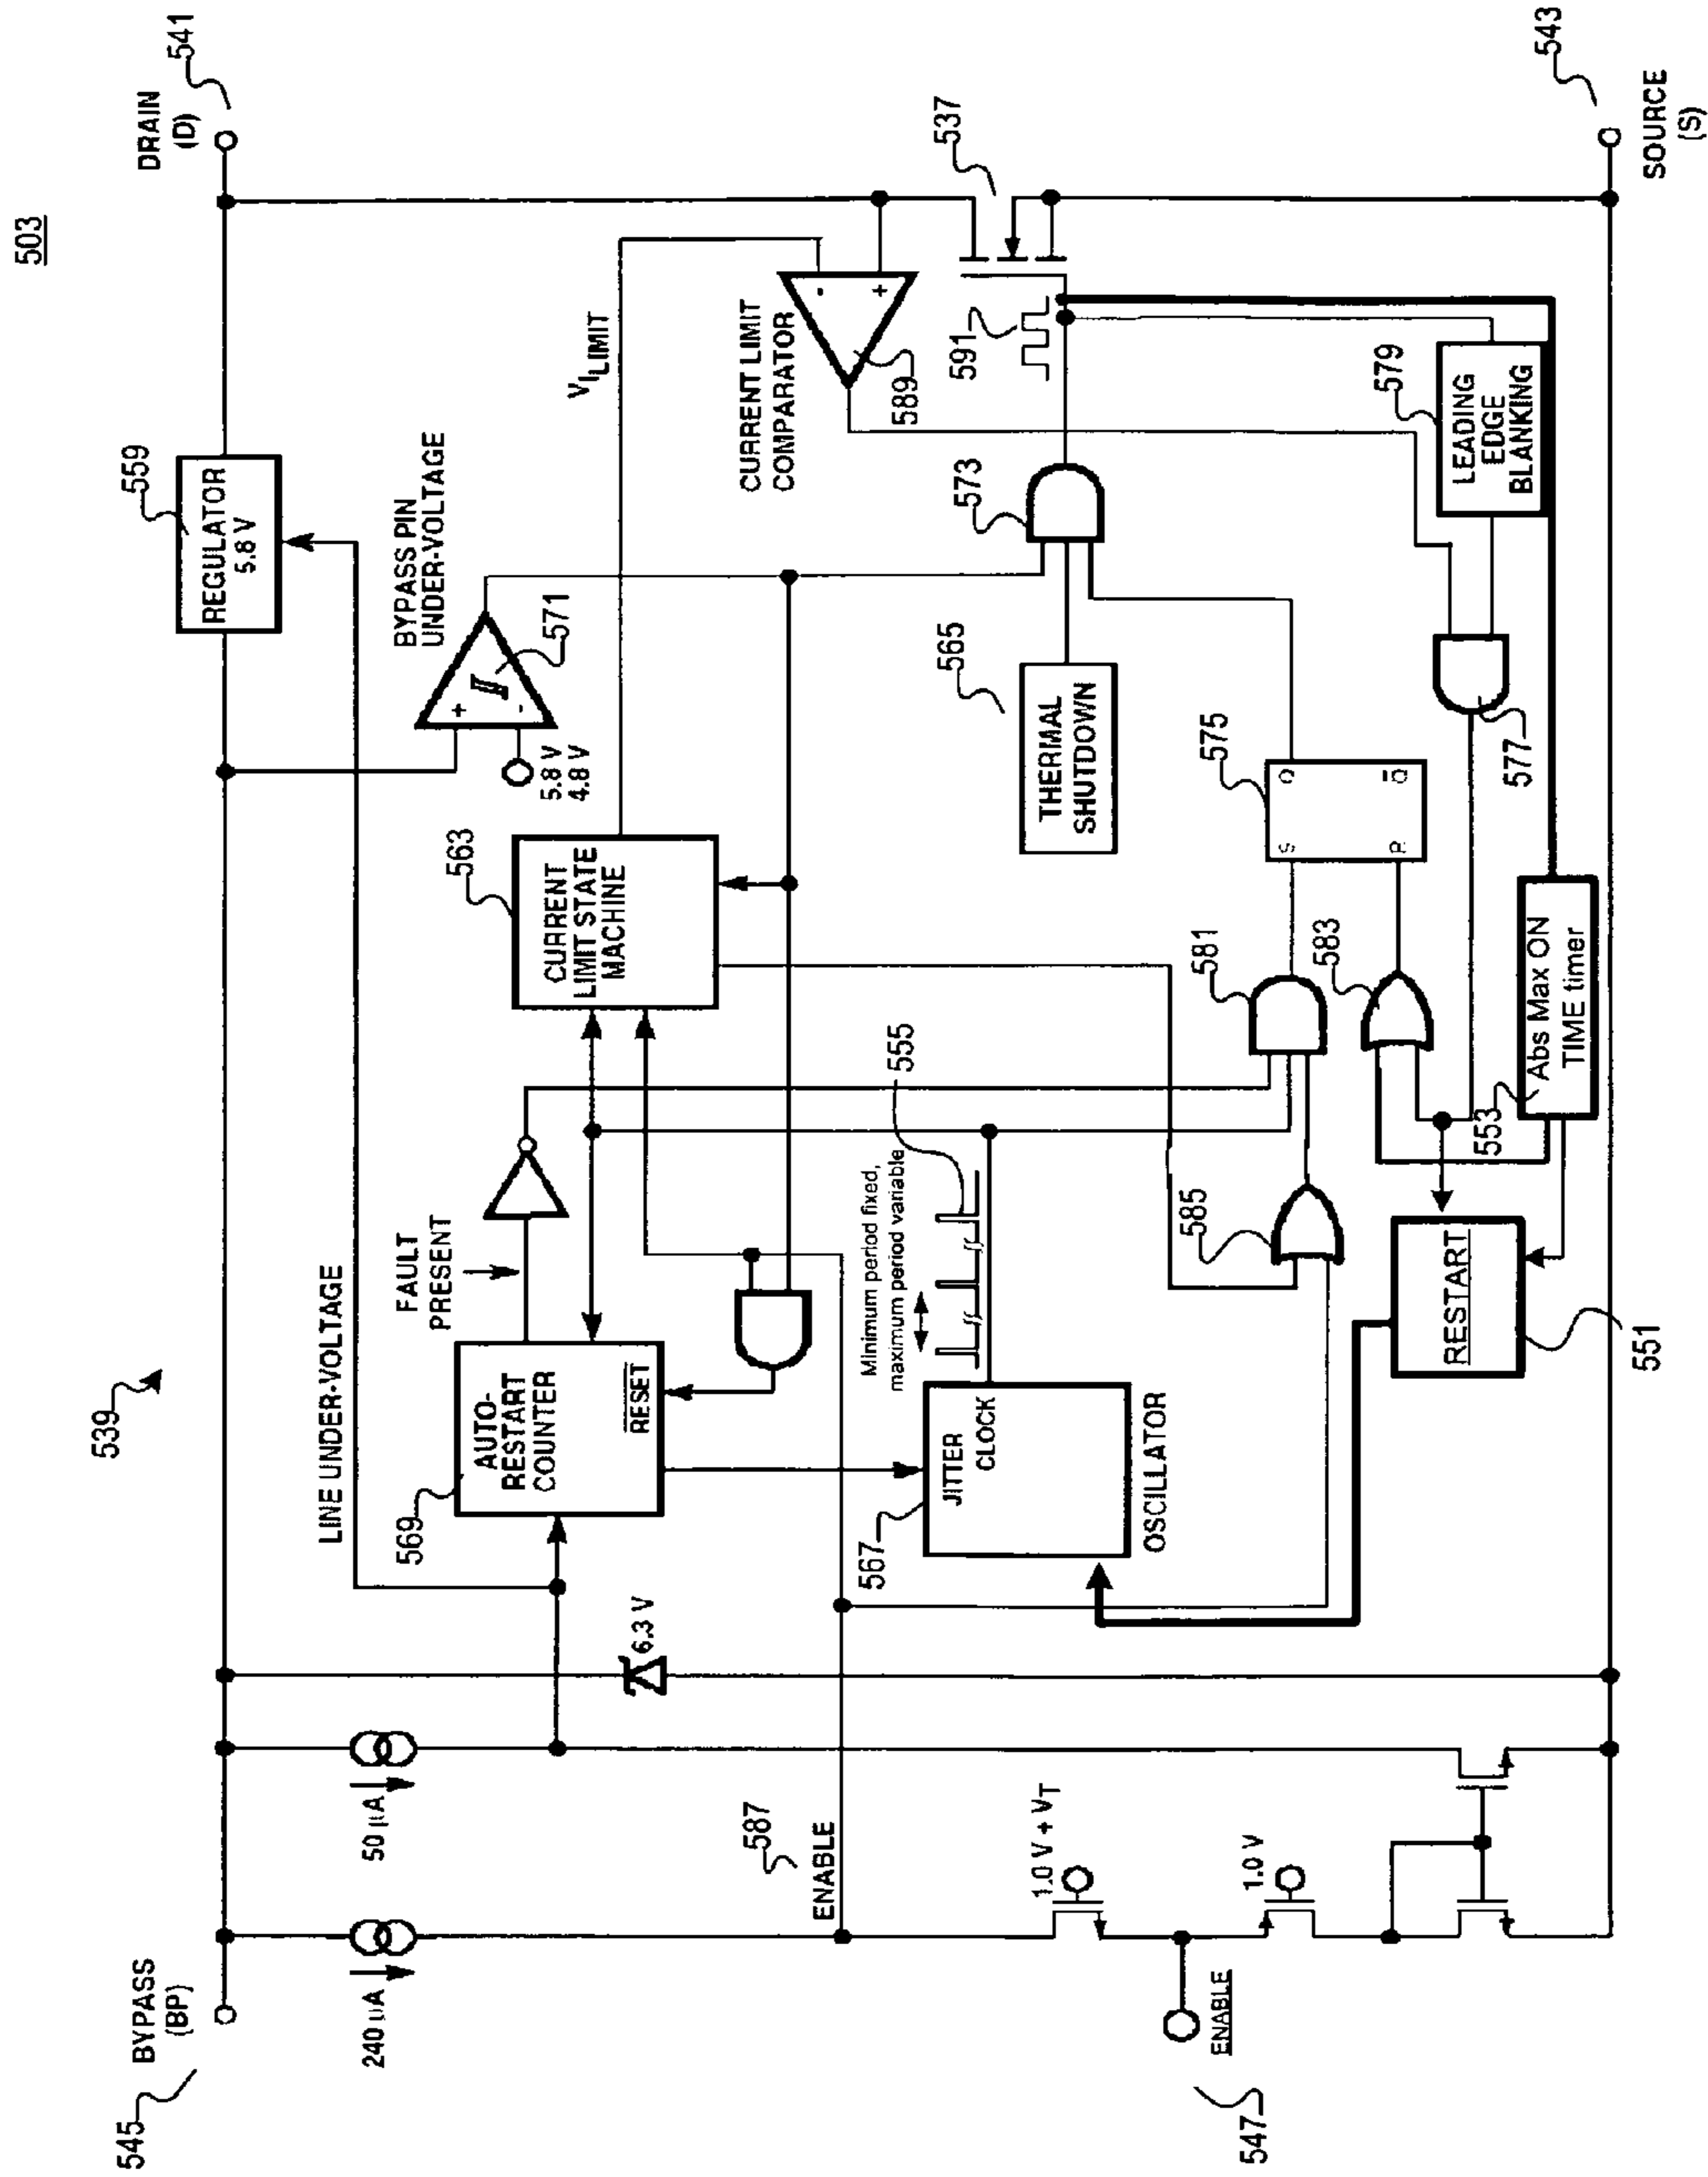 503
539
545
BYPASS
(BP)
240 µA
50 µA
LINE UNDER-VOLTAGE
559
REGULATOR
5.8 V
DRAIN
(D)
541
BYPASS PIN
UNDER-VOLTAGE
571
+
-
5.8 V
4.8 V
6.3 V
569
AUTO-
RESTART
COUNTER
RESET
FAULT
PRESENT
563
CURRENT
LIMIT STATE
MACHINE
VILIMIT
CURRENT LIMIT
COMPARATOR
589
-
+
537
591
573
565
THERMAL
SHUTDOWN
587
ENABLE
567
JITTER
CLOCK
OSCILLATOR
Minimum period fixed,
maximum period variable
555
1.0 V + VT
1.0 V
547
ENABLE
585
581
583
575
S
Q
R
Q
577
579
LEADING
EDGE
BLANKING
551
RESTART
553
Abs Max ON
TIME timer
543
SOURCE
(S)